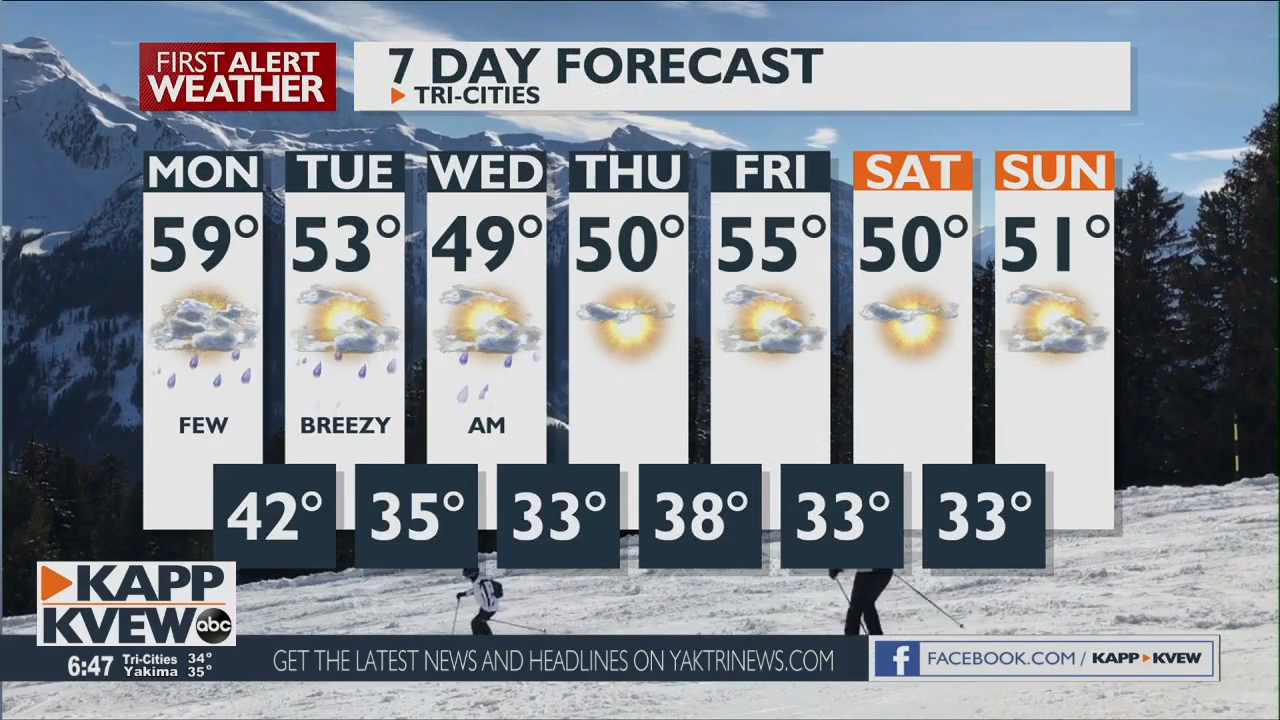 FIRST ALERT
WEATHER
7 DAY FORECAST
TRI-CITIES
MON TUE WED THU FRI SAT SUN
59° 53° 49° 50° 55° 50° 51°
FEW BREEZY AM
42° 35° 33° 38° 33° 33°
KAPP
KVEW abc
6:47 Tri-Cities 34°
Yakima 35°
GET THE LATEST NEWS AND HEADLINES ON YAKTRINEWS.COM
f FACEBOOK.COM / KAPP KVEW